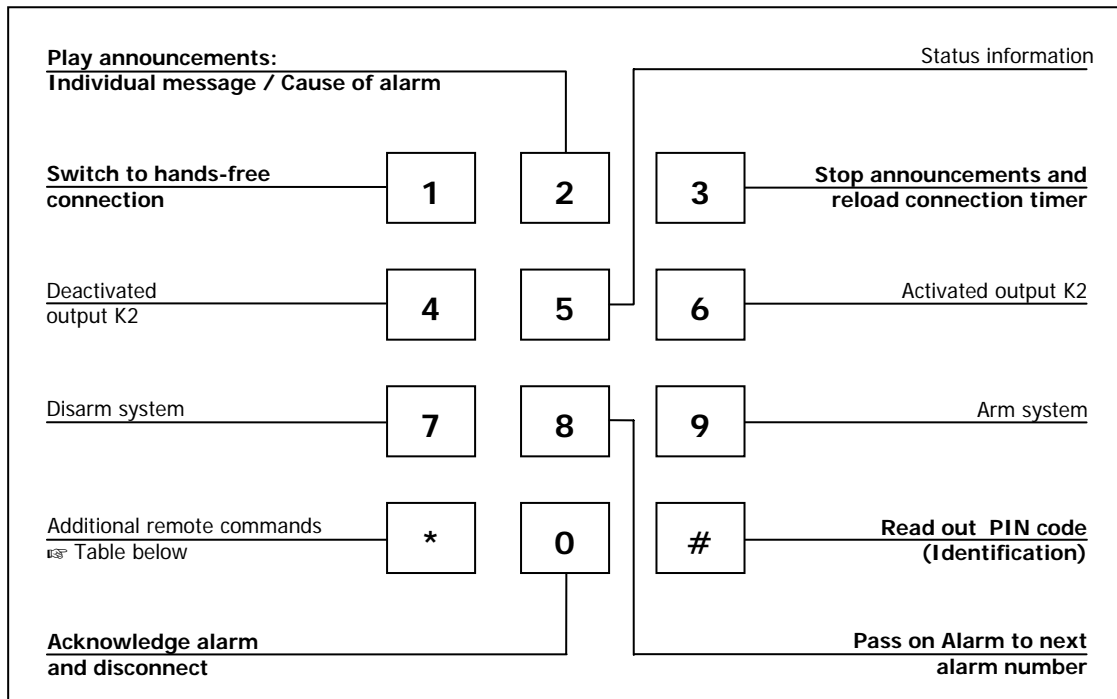 Play announcements:
Individual message / Cause of alarm
Status information
Switch to hands-free
connection
1
2
3
Stop announcements and
reload connection timer
Deactivated
output K2
4
5
6
Activated output K2
Disarm system
7
8
9
Arm system
Additional remote commands
☞ Table below
*
0
#
Read out PIN code
(Identification)
Acknowledge alarm
and disconnect
Pass on Alarm to next
alarm number